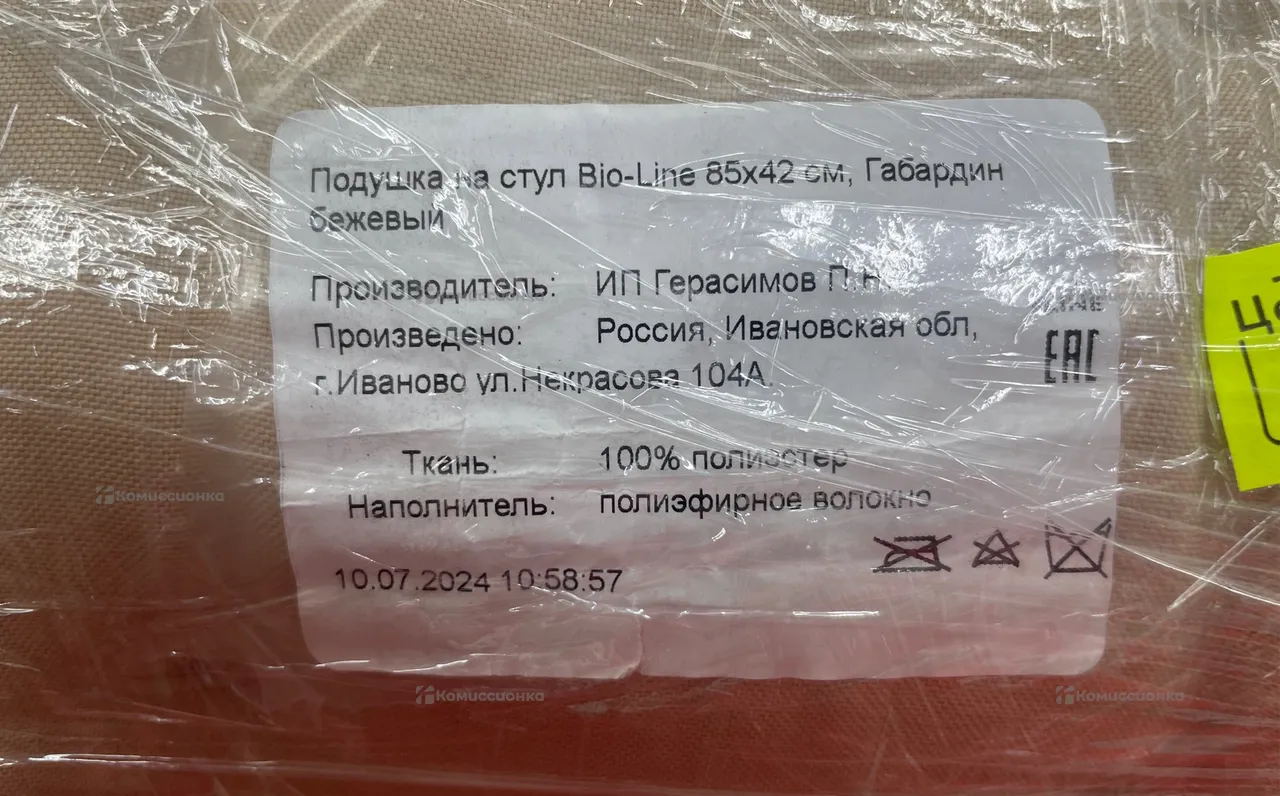 Подушка на стул Bio-Line 85х42 см, Габардин
бежевый
Производитель: ИП Герасимов П.Н.
Произведено: Россия, Ивановская обл,
г.Иваново ул.Некрасова 104А.
EAC
Ткань: 100% полиэстер
Наполнитель: полиэфирное волокно
10.07.2024 10:58:57
Комиссионка
Комиссионка
Комиссионка